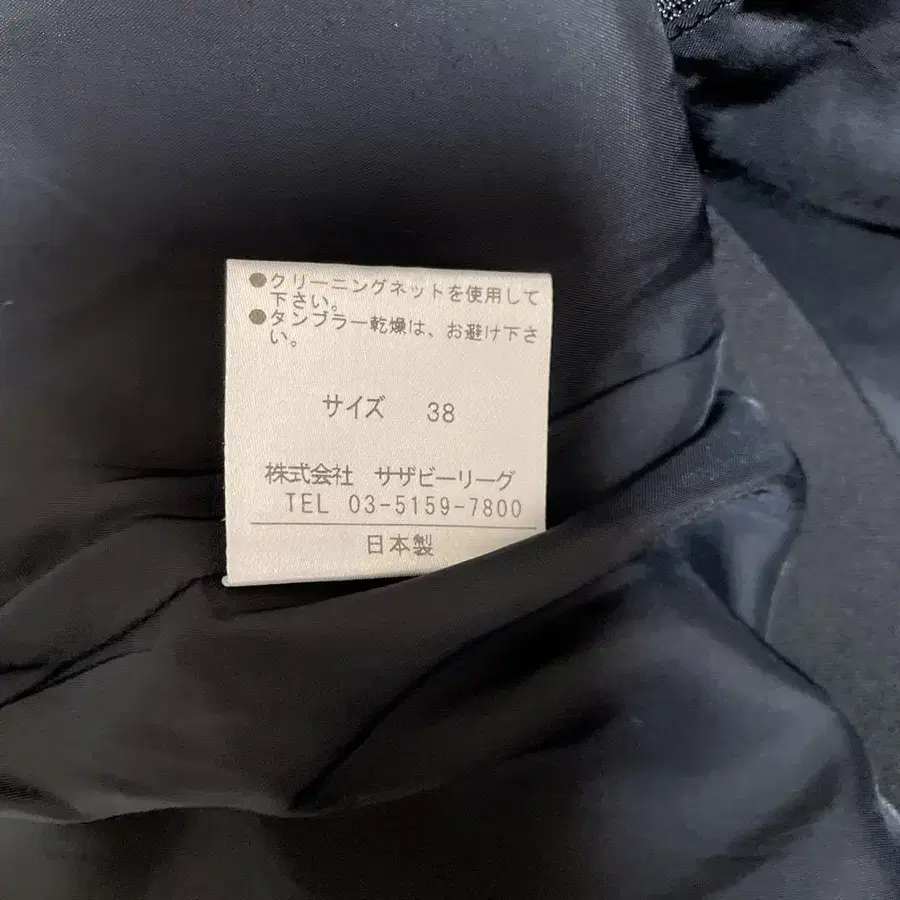 ●クリーニングネットを使用して
下さい。
●タンブラー乾燥は、お避け下さ
い。
サイズ 38
株式会社 サザビーリーグ
TEL 03-5159-7800
日本製